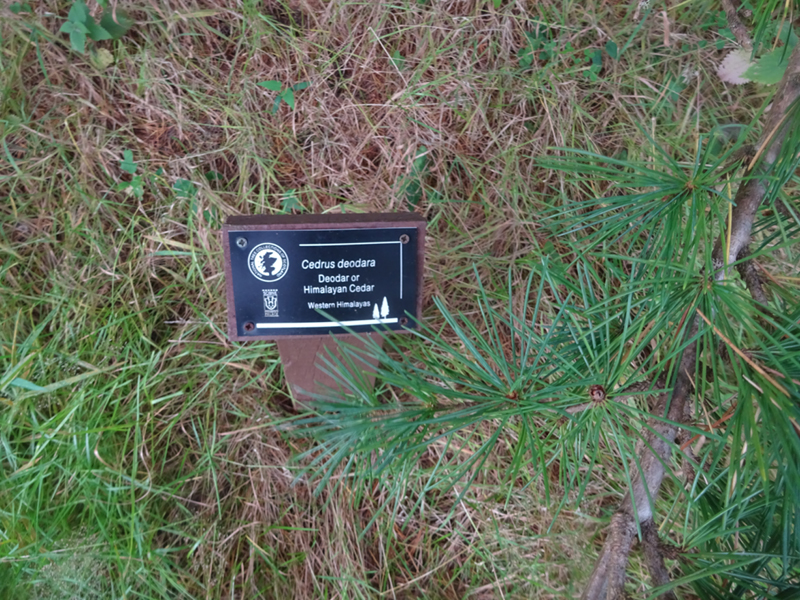 Cedrus deodara
Deodar or
Himalayan Cedar
Western Himalayas